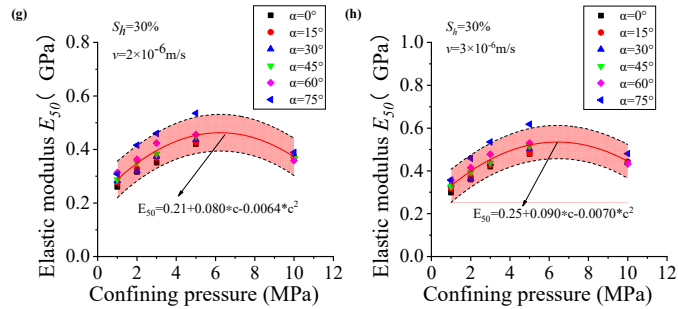 (g)
S_h=30%
v=2×10⁻⁶m/s
α=0°
α=15°
α=30°
α=45°
α=60°
α=75°
E₅₀=0.21+0.080*c-0.0064*c²
Elastic modulus E₅₀( GPa)
0.8
0.6
0.4
0.2
0.0
0 2 4 6 8 10 12
Confining pressure (MPa)
(h)
S_h=30%
v=3×10⁻⁶m/s
α=0°
α=15°
α=30°
α=45°
α=60°
α=75°
E₅₀=0.25+0.090*c-0.0070*c²
Elastic modulus E₅₀( GPa)
1.0
0.8
0.6
0.4
0.2
0.0
0 2 4 6 8 10 12
Confining pressure (MPa)